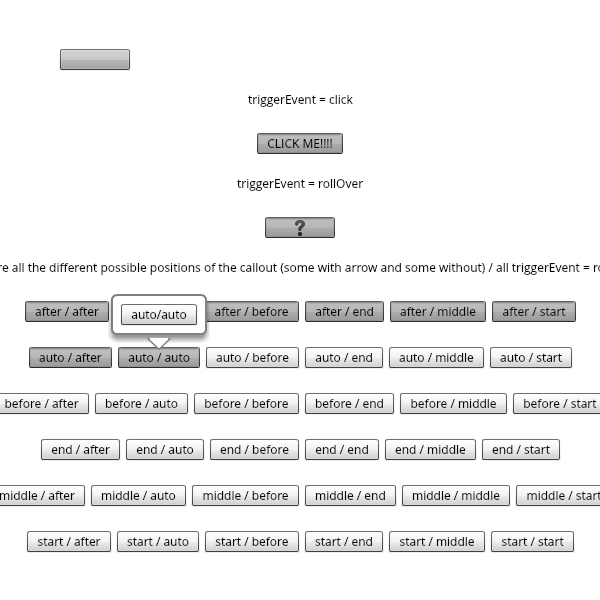 triggerEvent = click
CLICK ME!!!!
triggerEvent = rollOver
?
all the different possible positions of the callout (some with arrow and some without) / all triggerEvent =
after / after auto/auto after / before after / end after / middle after / start
auto / after auto / auto auto / before auto / end auto / middle auto / start
before / after before / auto before / before before / end before / middle before / start
end / after end / auto end / before end / end end / middle end / start
middle / after middle / auto middle / before middle / end middle / middle middle / start
start / after start / auto start / before start / end start / middle start / start